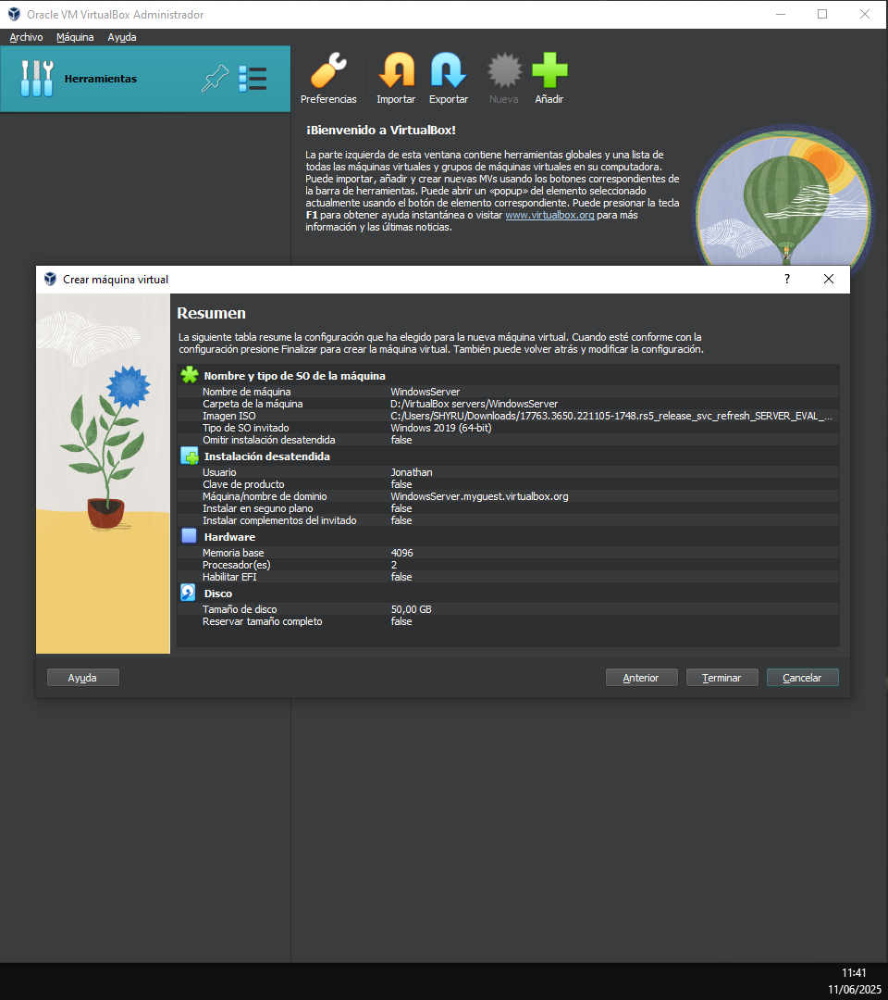 Oracle VM VirtualBox Administrador
Archivo Máquina Ayuda
Herramientas
Preferencias Importar Exportar Nueva Añadir
¡Bienvenido a VirtualBox!
La parte izquierda de esta ventana contiene herramientas globales y una lista de
todas las máquinas virtuales y grupos de máquinas virtuales en su computadora.
Puede importar, añadir y crear nuevas MVs usando los botones correspondientes de
la barra de herramientas. Puede abrir un «popup» del elemento seleccionado
actualmente usando el botón de elemento correspondiente. Puede presionar la tecla
F1 para obtener ayuda instantánea o visitar www.virtualbox.org para más
información y las últimas noticias.
Crear máquina virtual
?
Resumen
La siguiente tabla resume la configuración que ha elegido para la nueva máquina virtual. Cuando esté conforme con la
configuración presione Finalizar para crear la máquina virtual. También puede volver atrás y modificar la configuración.
Nombre y tipo de SO de la máquina
Nombre de máquina WindowsServer
Carpeta de la máquina D:/VirtualBox servers/WindowsServer
Imagen ISO C:/Users/SHYRU/Downloads/17763.3650.221105-1748.rs5_release_svc_refresh_SERVER_EVAL_...
Tipo de SO invitado Windows 2019 (64-bit)
Omitir instalación desatendida false
Instalación desatendida
Usuario Jonathan
Clave de producto false
Máquina/nombre de dominio WindowsServer.myguest.virtualbox.org
Instalar en seguno plano false
Instalar complementos del invitado false
Hardware
Memoria base 4096
Procesador(es) 2
Habilitar EFI false
Disco
Tamaño de disco 50,00 GB
Reservar tamaño completo false
Ayuda Anterior Terminar Cancelar
11:41
11/06/2025